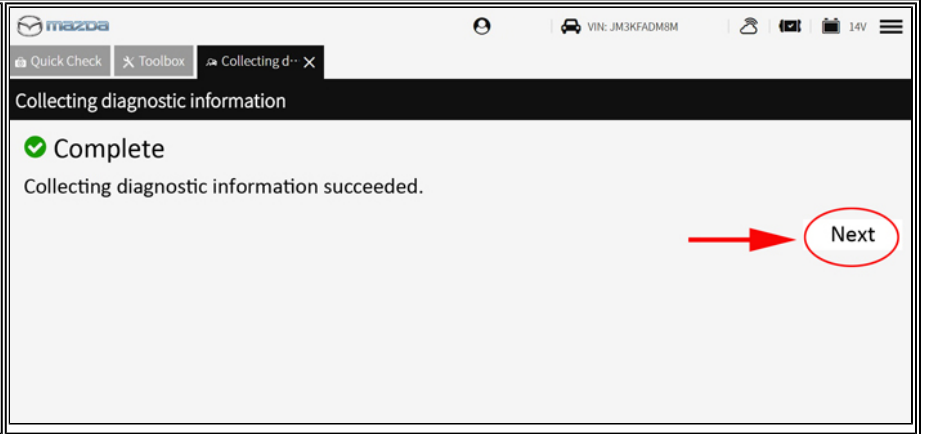 mazda
VIN: JM3KFADM8M
14V
Quick Check
Toolbox
Collecting d···
Collecting diagnostic information
Complete
Collecting diagnostic information succeeded.
Next